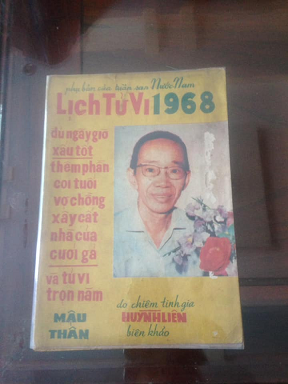 phụ bản của tuần san Nước Nam
LỊCH TỬ VI 1968
đủ ngày giờ
xấu tốt
thêm phần
coi tuổi
vợ chồng
xây cất
nhà cửa
cưới gả
và tử vi
trọn năm
MẬU
THÂN
do chiêm tinh gia
HUỲNH LIÊN
biên khảo